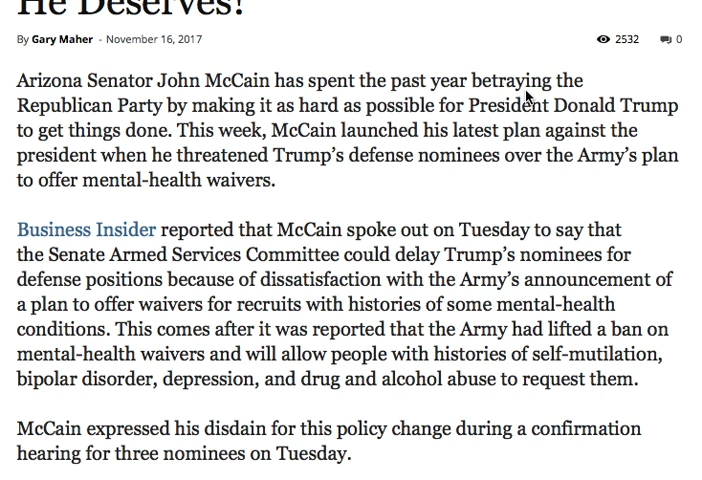 He Deserves!
By Gary Maher - November 16, 2017 2532 0
Arizona Senator John McCain has spent the past year betraying the
Republican Party by making it as hard as possible for President Donald Trump
to get things done. This week, McCain launched his latest plan against the
president when he threatened Trump’s defense nominees over the Army’s plan
to offer mental-health waivers.
Business Insider reported that McCain spoke out on Tuesday to say that
the Senate Armed Services Committee could delay Trump’s nominees for
defense positions because of dissatisfaction with the Army’s announcement of
a plan to offer waivers for recruits with histories of some mental-health
conditions. This comes after it was reported that the Army had lifted a ban on
mental-health waivers and will allow people with histories of self-mutilation,
bipolar disorder, depression, and drug and alcohol abuse to request them.
McCain expressed his disdain for this policy change during a confirmation
hearing for three nominees on Tuesday.